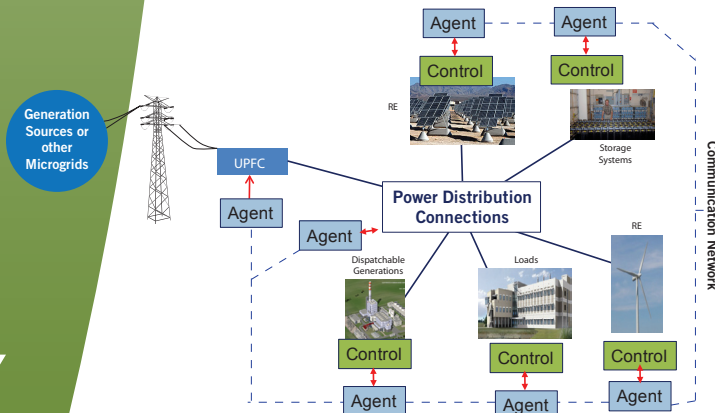 Agent
Agent
Control
Control
RE
Generation
Sources or
other
Microgrids
Storage
Systems
UPFC
Communication Network
Power Distribution
Connections
Agent
Agent
RE
Dispatchable
Generations
Loads
Control
Control
Control
Agent
Agent
Agent